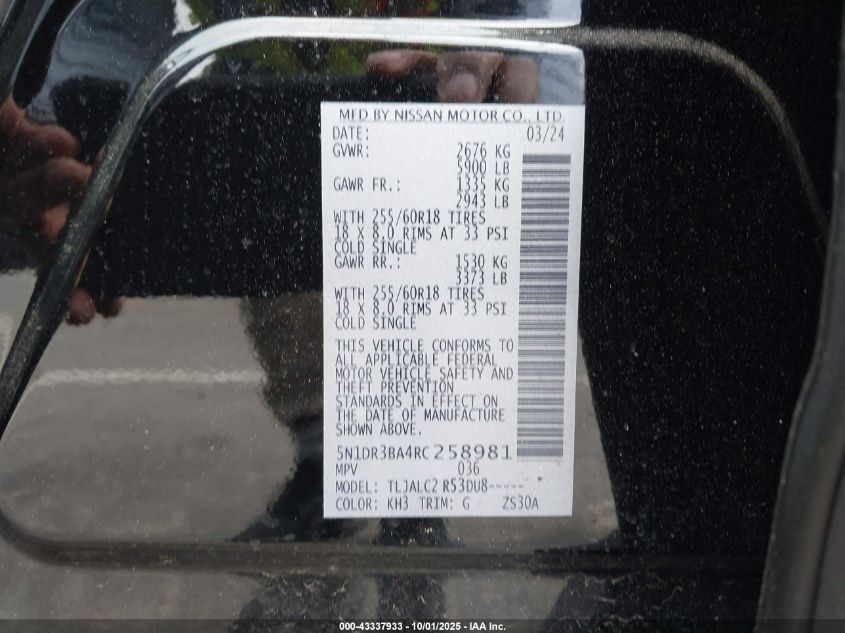 MFD BY NISSAN MOTOR CO., LTD.
DATE: 03/24
GVWR: 2676 KG
5900 LB
GAWR FR.: 1335 KG
2943 LB
WITH 255/60R18 TIRES
18 X 8.0 RIMS AT 33 PSI
COLD SINGLE
GAWR RR.: 1530 KG
3373 LB
WITH 255/60R18 TIRES
18 X 8.0 RIMS AT 33 PSI
COLD SINGLE
THIS VEHICLE CONFORMS TO
ALL APPLICABLE FEDERAL
MOTOR VEHICLE SAFETY AND
THEFT PREVENTION
STANDARDS IN EFFECT ON
THE DATE OF MANUFACTURE
SHOWN ABOVE.
5N1DR3BA4RC258981
MPV 036
MODEL: TLJALC2 R53DU8-----
COLOR: KH3 TRIM: G ZS30A
000-43337933 - 10/01/2025 - IAA Inc.